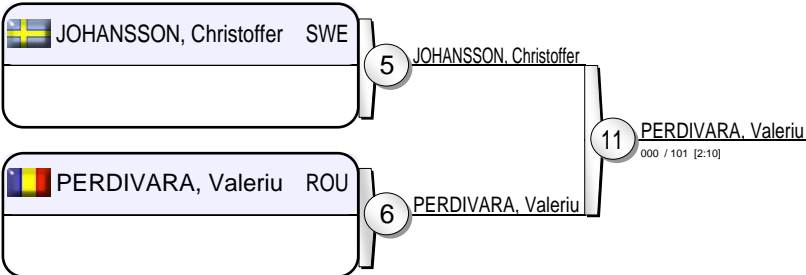 JOHANSSON, Christoffer SWE
5
JOHANSSON, Christoffer
11
PERDIVARA, Valeriu
000 / 101 [2:10]
PERDIVARA, Valeriu ROU
6
PERDIVARA, Valeriu